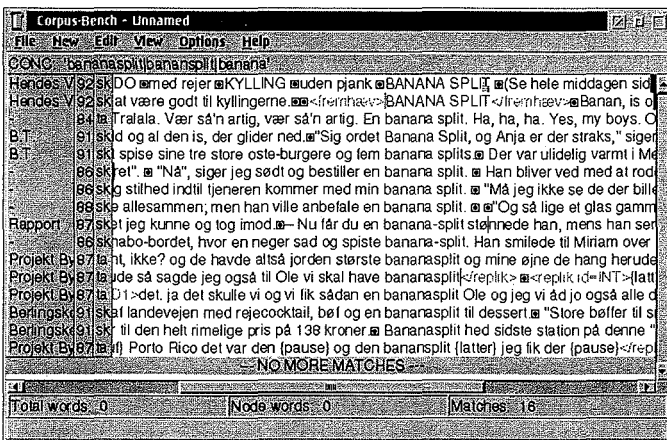 Corpus-Bench - Unnamed
File New Edit View Options Help
CONC 'bananasplit|banansplit|banana'
Hendes V 92 sk DO med rejer KYLLING uden pjank BANANA SPLIT (Se hele middagen sid
Hendes V 92 sk at være godt til kyllingerne. </fremhæv> BANANA SPLIT</fremhæv> Banan, is o
- 84 ta Tralala. Vær så'n artig, vær så'n artig. En banana split. Ha, ha, ha. Yes, my boys. O
B.T. 91 sk ld og al den is, der glider ned. "Sig ordet Banana Split, og Anja er der straks," siger
B.T. 91 sk spise sine tre store oste-burgere og fem banana splits. Der var ulidelig varmt i Me
- 86 sk ret". "Nå", siger jeg sødt og bestiller en banana split. Han bliver ved med at rod
- 86 sk g stilhed indtil tjeneren kommer med min banana split. "Må jeg ikke se de der bille
- 88 sk e allesammen; men han ville anbefale en banana split. "Og så lige et glas gamm
Rapport 87 sk et jeg kunne og tog imod. – Nu får du en banana-split stønnede han, mens han ser
- 86 sk nabo-bordet, hvor en neger sad og spiste banana-split. Han smilede til Miriam over
Projekt By 87 ta nt, ikke? og de havde altså jorden største bananasplit og mine øjne de hang herude
Projekt By 87 ta ude så sagde jeg også til Ole vi skal have bananasplit</replik> <replik id=INT>{latt
Projekt By 87 ta D1>det. ja det skulle vi og vi fik sådan en bananasplit Ole og jeg vi åd jo også alle d
Berlingske 91 sk af landevejen med rejecocktail, bøf og en bananasplit til dessert. "Store bøffer til si
Berlingske 91 sk r til den helt rimelige pris på 136 kroner. Bananasplit hed sidste station på denne "
Projekt By 87 ta Porto Rico det var den {pause} og den banansplit {latter} jeg fik der {pause}</repl
--- NO MORE MATCHES ---
Total words: 0 Node words: 0 Matches: 16